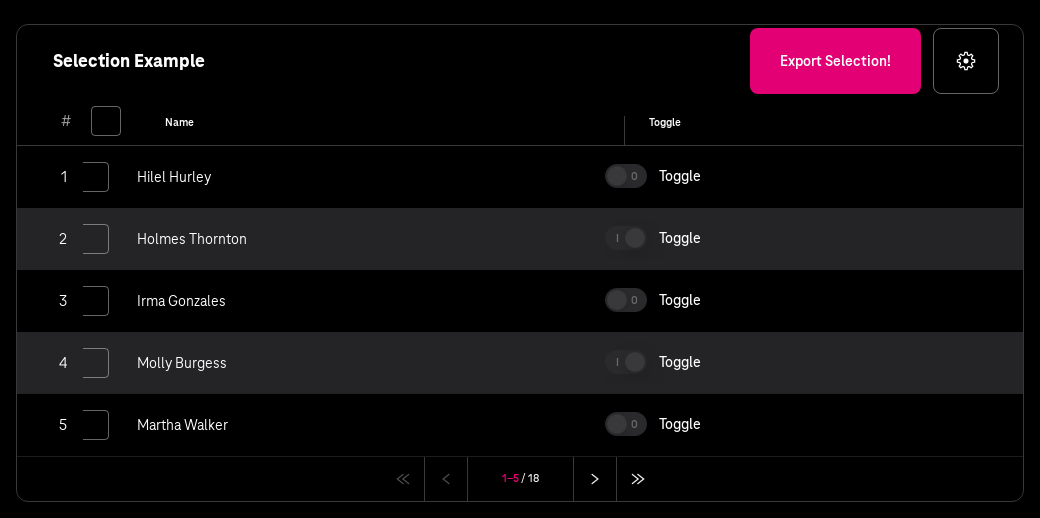 Selection Example
Export Selection!
# Name Toggle
1 Hilel Hurley 0 Toggle
2 Holmes Thornton I Toggle
3 Irma Gonzales 0 Toggle
4 Molly Burgess I Toggle
5 Martha Walker 0 Toggle
1–5 / 18